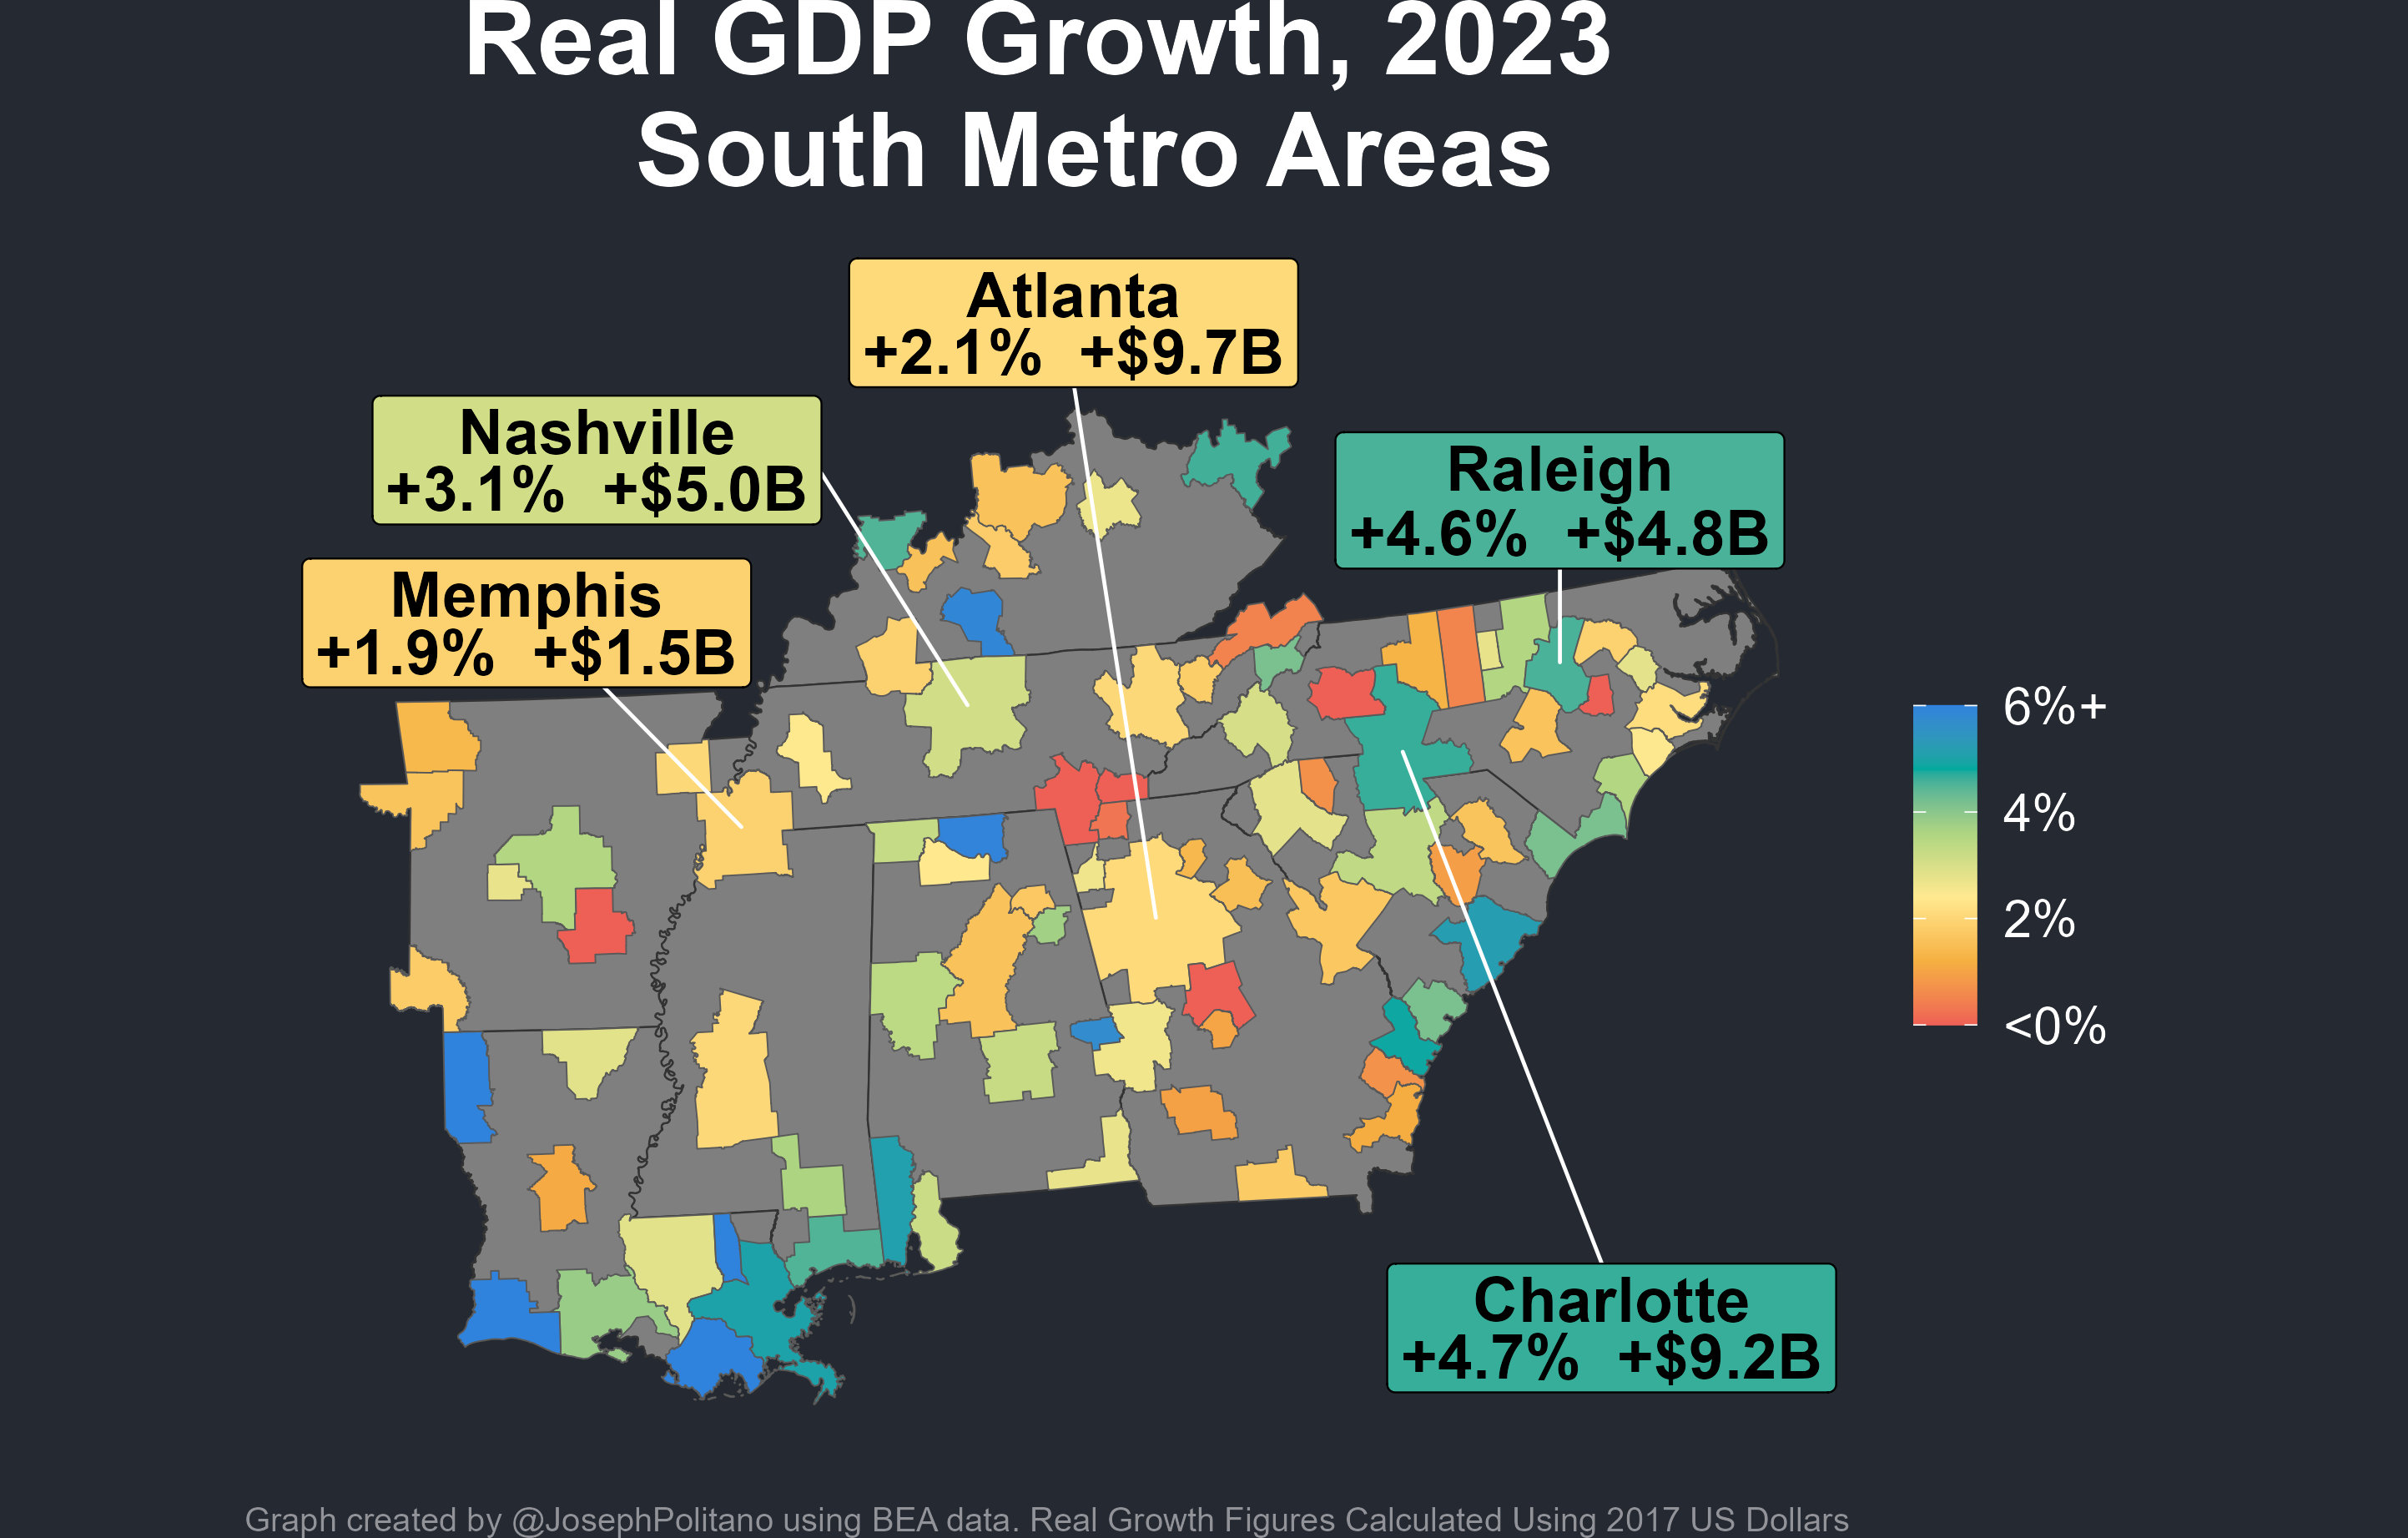 Real GDP Growth, 2023
South Metro Areas
Atlanta
+2.1% +$9.7B
Nashville
+3.1% +$5.0B
Raleigh
+4.6% +$4.8B
Memphis
+1.9% +$1.5B
6%+
4%
2%
<0%
Charlotte
+4.7% +$9.2B
Graph created by @JosephPolitano using BEA data. Real Growth Figures Calculated Using 2017 US Dollars